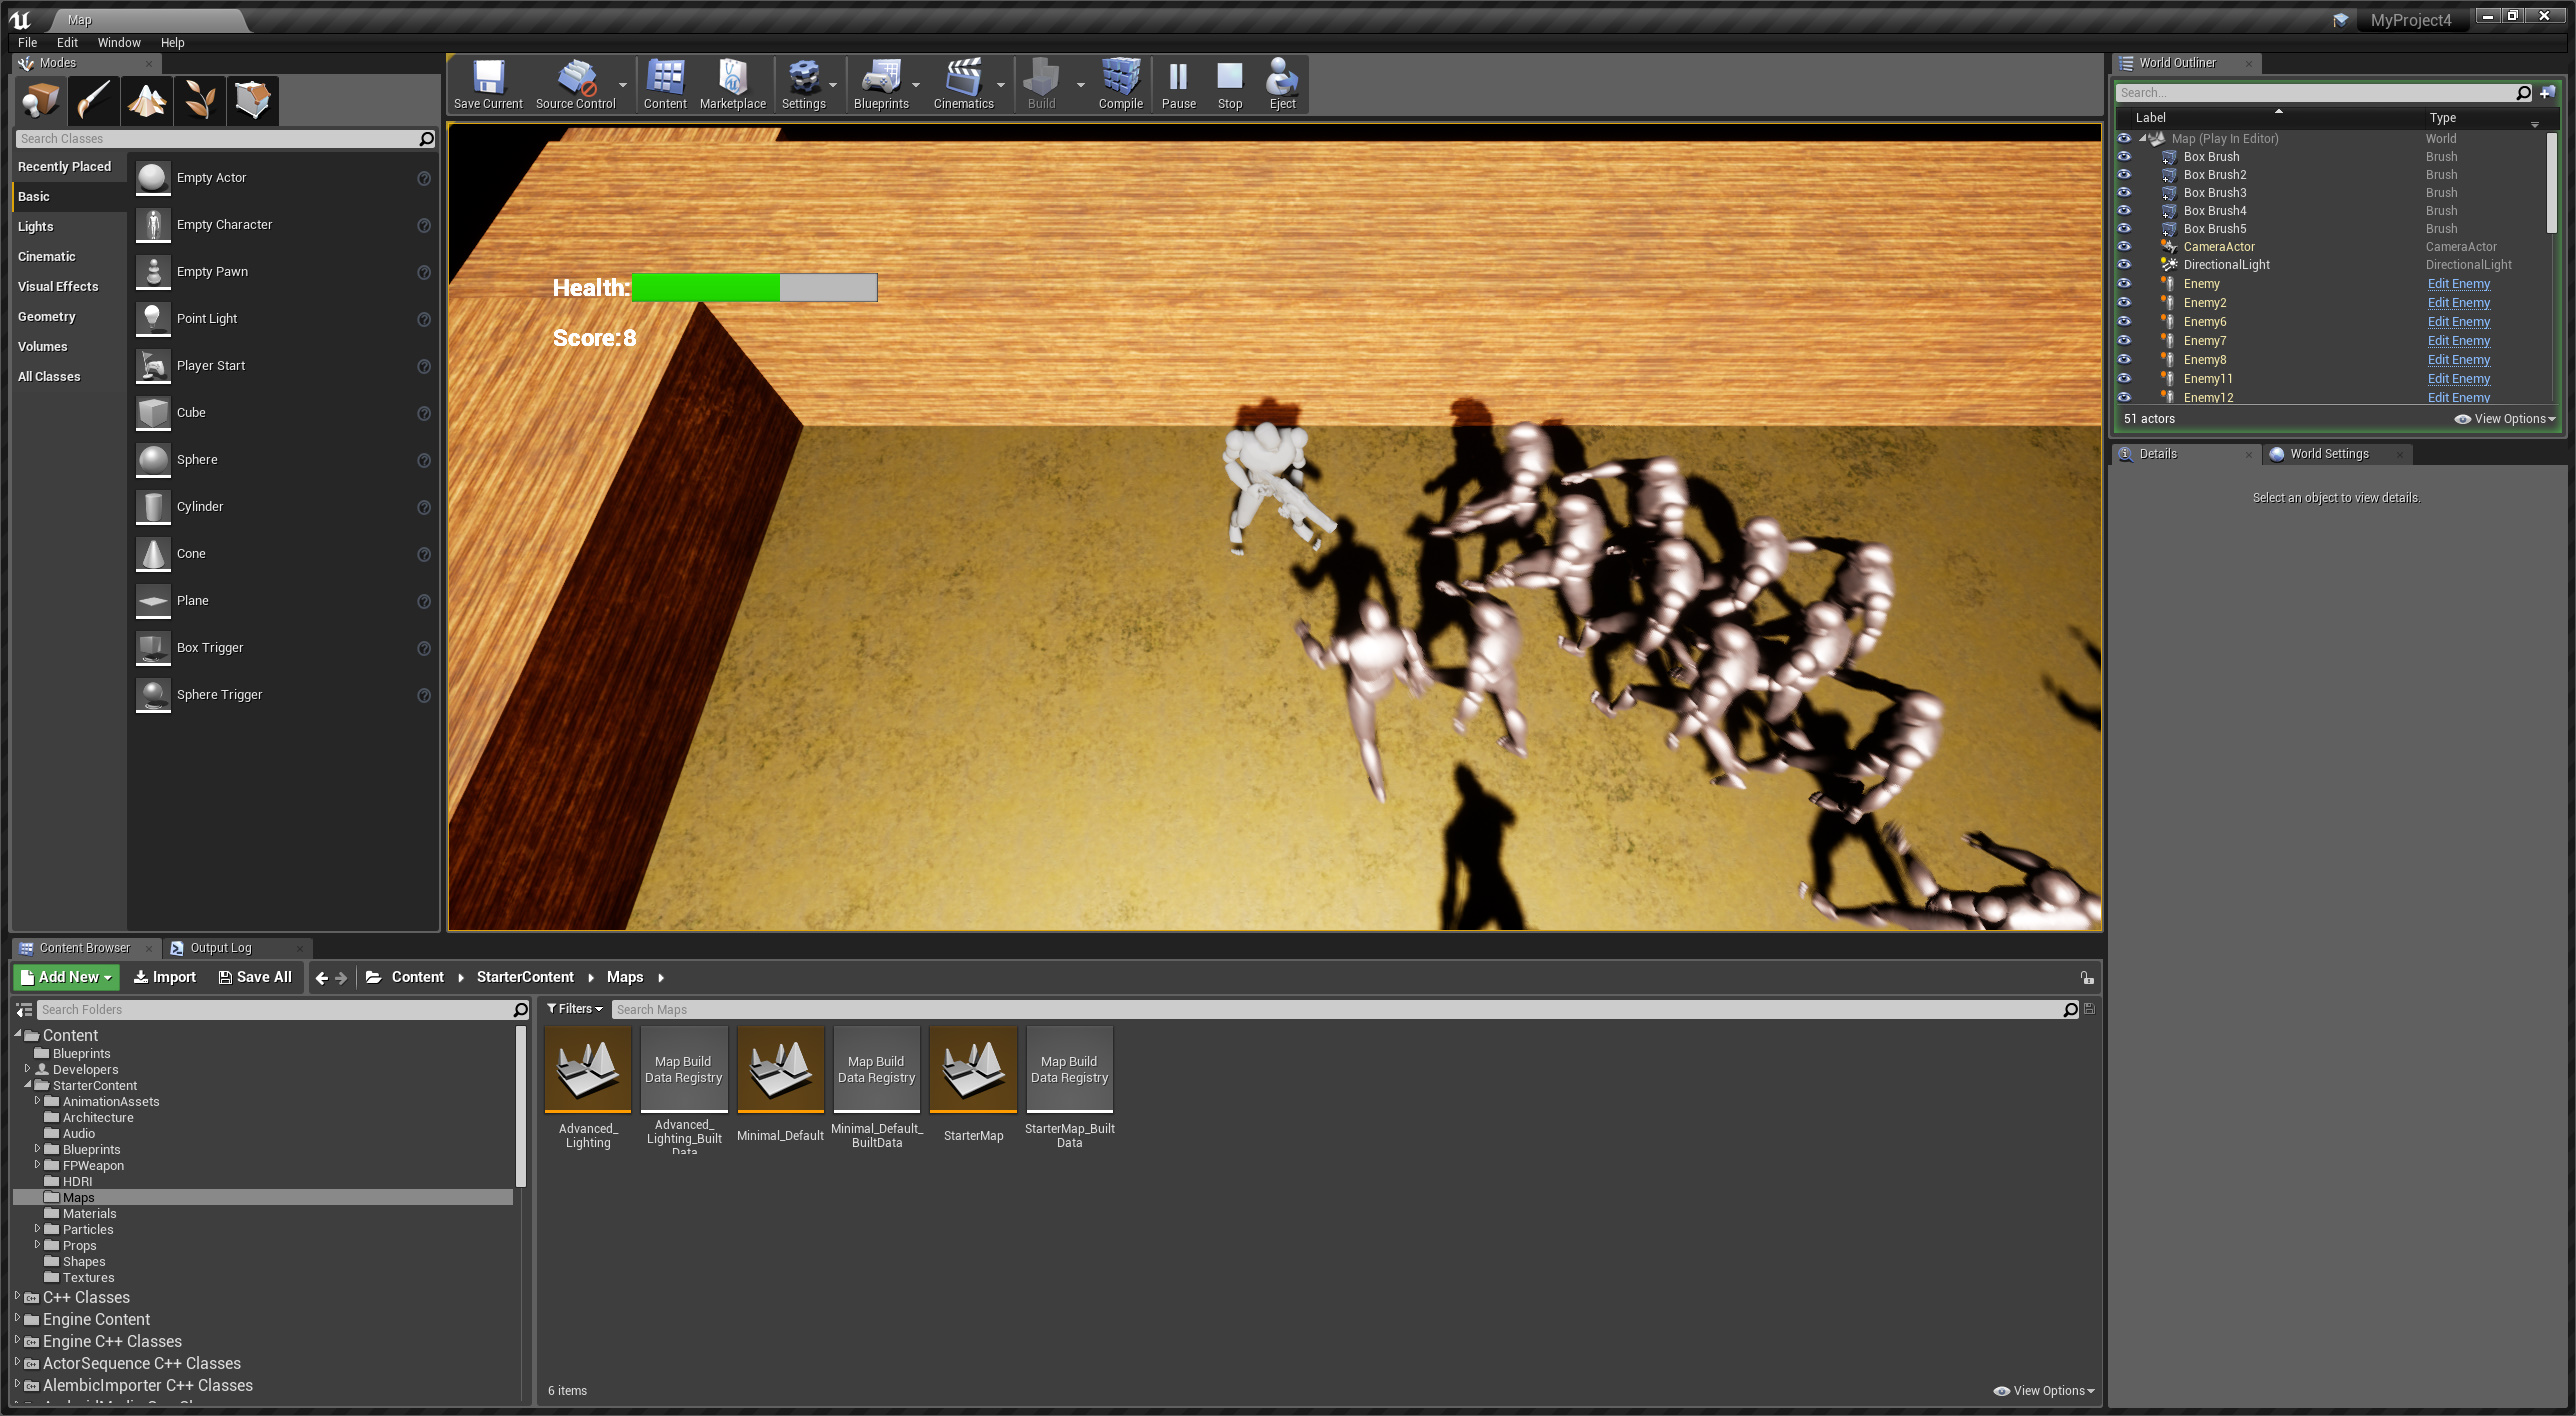 Map
MyProject4
File Edit Window Help
Modes
Search Classes
Recently Placed
Basic
Lights
Cinematic
Visual Effects
Geometry
Volumes
All Classes
Empty Actor
Empty Character
Empty Pawn
Point Light
Player Start
Cube
Sphere
Cylinder
Cone
Plane
Box Trigger
Sphere Trigger
Save Current Source Control Content Marketplace Settings Blueprints Cinematics Build Compile Pause Stop Eject
Health:
Score:8
World Outliner
Search...
Label Type
Map (Play In Editor) World
Box Brush Brush
Box Brush2 Brush
Box Brush3 Brush
Box Brush4 Brush
Box Brush5 Brush
CameraActor CameraActor
DirectionalLight DirectionalLight
Enemy Edit Enemy
Enemy2 Edit Enemy
Enemy6 Edit Enemy
Enemy7 Edit Enemy
Enemy8 Edit Enemy
Enemy11 Edit Enemy
Enemy12 Edit Enemy
51 actors View Options
Details World Settings
Select an object to view details.
Content Browser Output Log
Add New Import Save All Content StarterContent Maps
Search Folders
Content
Blueprints
Developers
StarterContent
AnimationAssets
Architecture
Audio
Blueprints
FPWeapon
HDRI
Maps
Materials
Particles
Props
Shapes
Textures
C++ Classes
Engine Content
Engine C++ Classes
ActorSequence C++ Classes
AlembicImporter C++ Classes
Filters Search Maps
Map Build
Data Registry
Map Build
Data Registry
Map Build
Data Registry
Advanced_
Lighting
Advanced_
Lighting_Built
Data
Minimal_Default
Minimal_Default_
BuiltData
StarterMap
StarterMap_Built
Data
6 items View Options